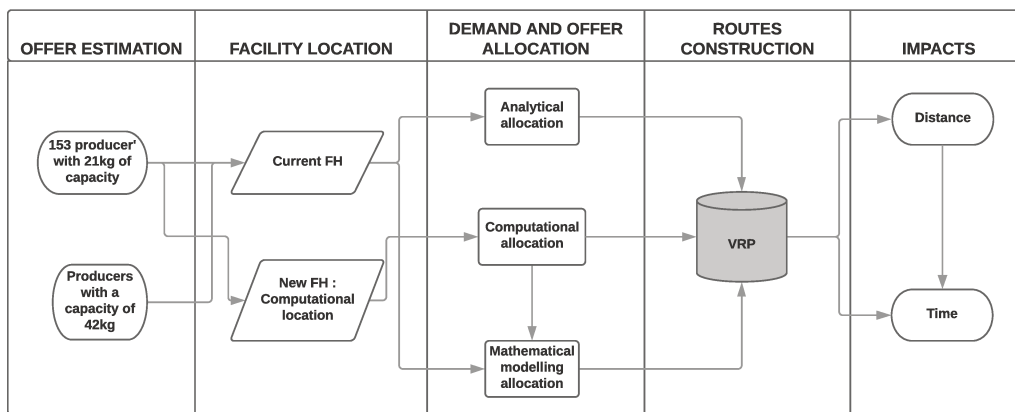 OFFER ESTIMATION
FACILITY LOCATION
DEMAND AND OFFER
ALLOCATION
ROUTES
CONSTRUCTION
IMPACTS
153 producer'
with 21kg of
capacity
Producers
with a
capacity of
42kg
Current FH
New FH :
Computational
location
Analytical
allocation
Computational
allocation
Mathematical
modelling
allocation
VRP
Distance
Time